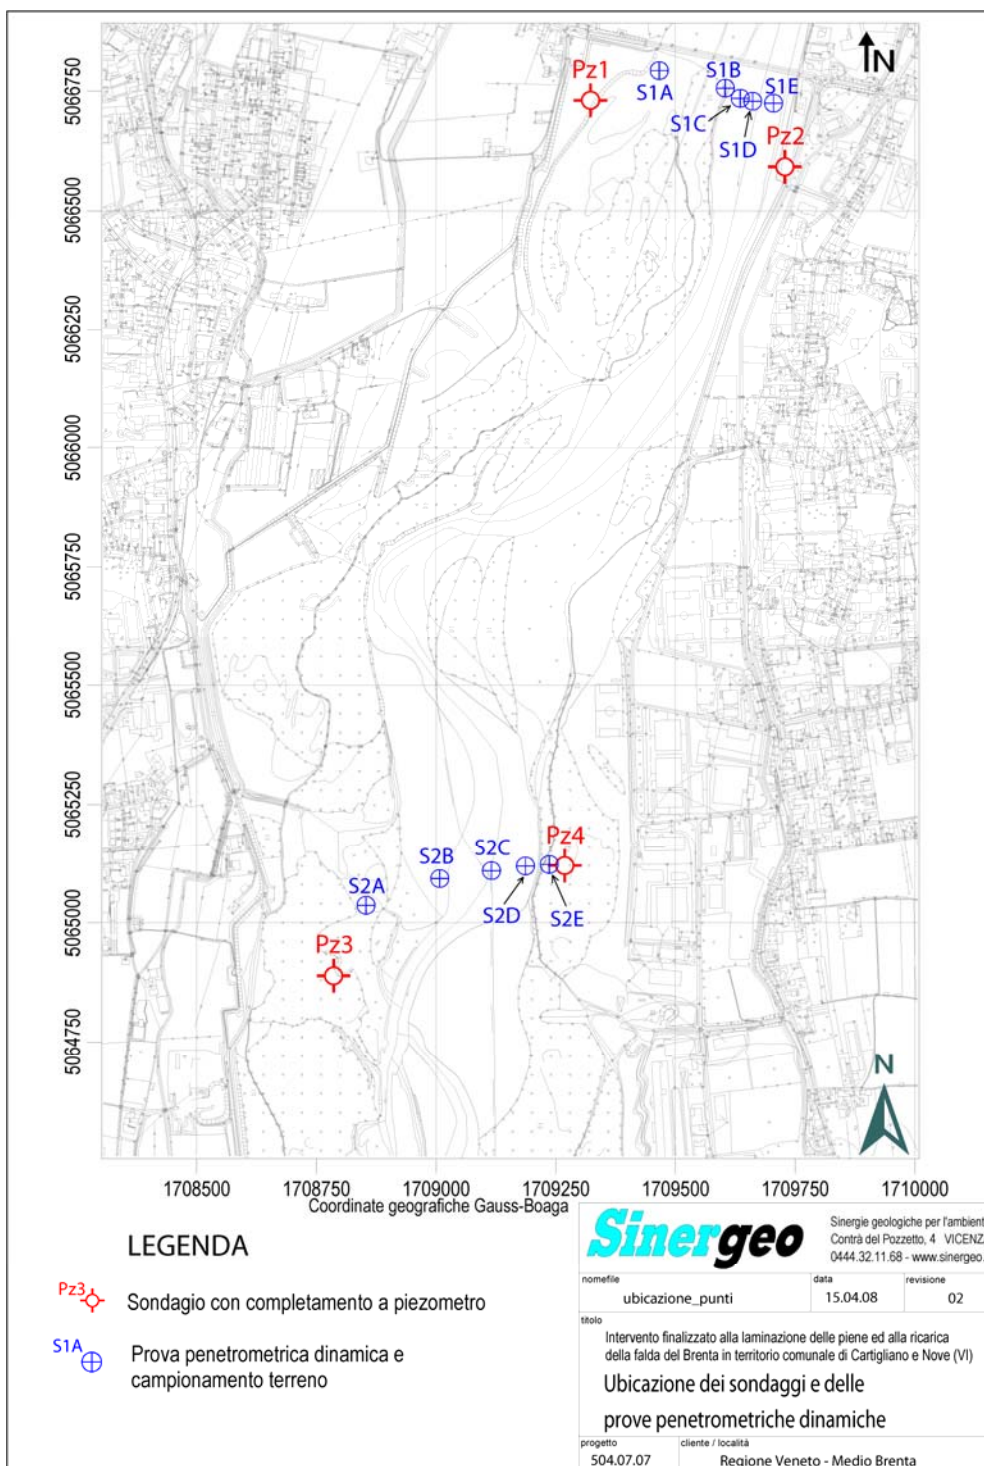 N
5066750
5066500
5066250
5066000
5065750
5065500
5065250
5065000
5064750
Pz1
S1A
S1B
S1C
S1D
S1E
Pz2
S2A
S2B
S2C
S2D
S2E
Pz4
Pz3
N
1708500 1708750 1709000 1709250 1709500 1709750 1710000
Coordinate geografiche Gauss-Boaga
LEGENDA
Pz3 Sondagio con completamento a piezometro
S1A Prova penetrometrica dinamica e
campionamento terreno
Sinergeo
Sinergie geologiche per l'ambient
Contrà del Pozzetto, 4 VICENZ
0444.32.11.68 - www.sinergeo.
nomefile
ubicazione_punti
data
15.04.08
revisione
02
titolo
Intervento finalizzato alla laminazione delle piene ed alla ricarica
della falda del Brenta in territorio comunale di Cartigliano e Nove (VI)
Ubicazione dei sondaggi e delle
prove penetrometriche dinamiche
progetto
504.07.07
cliente / località
Regione Veneto - Medio Brenta